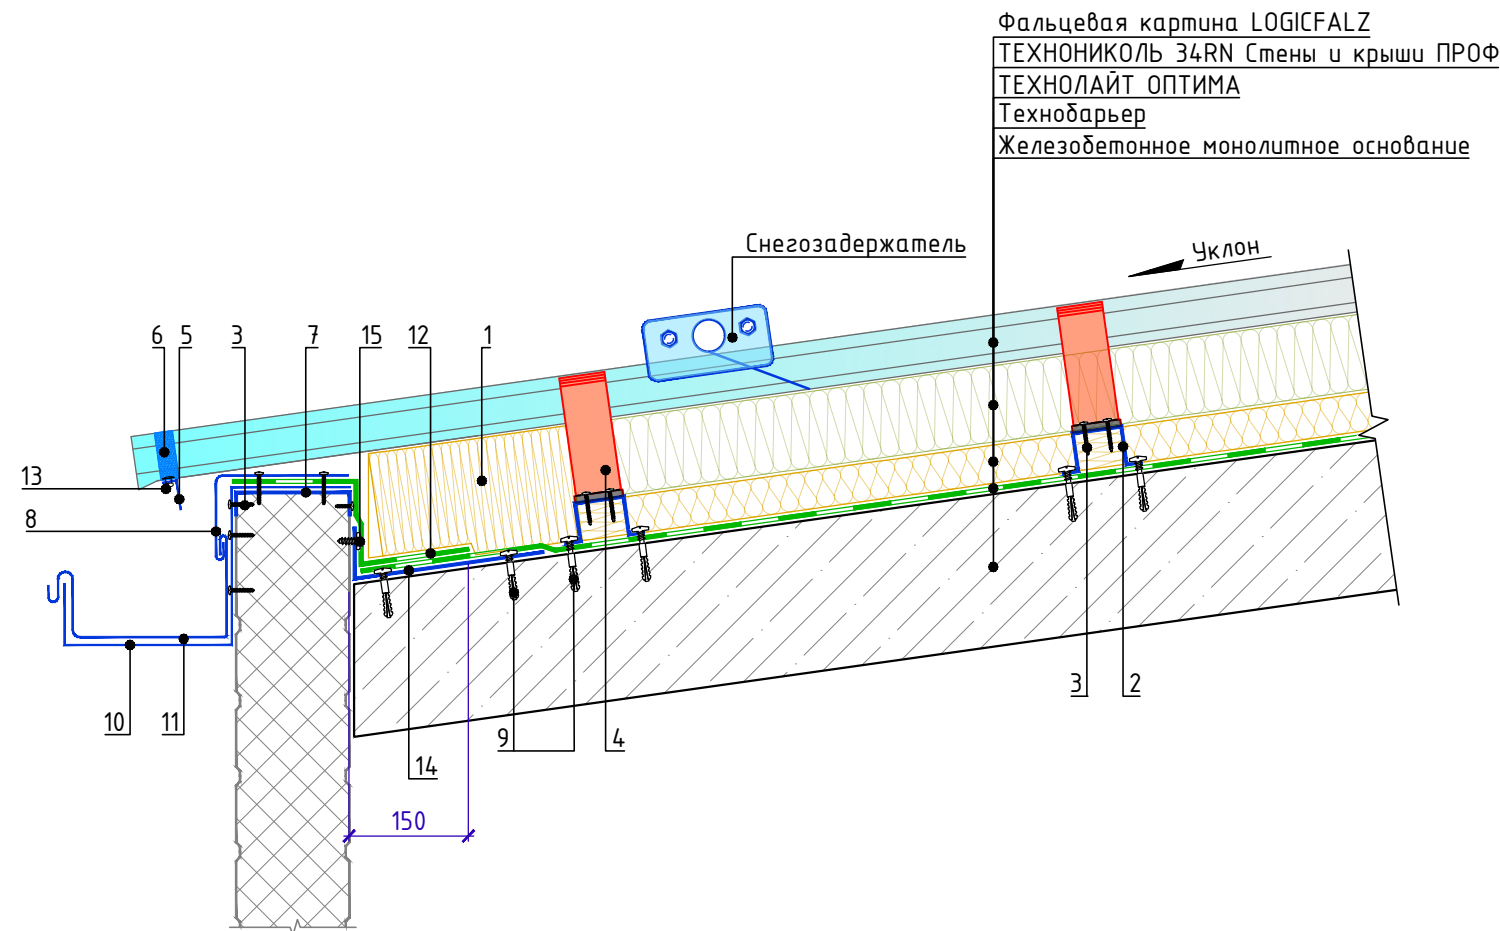 Фальцевая картина LOGICFALZ
ТЕХНОНИКОЛЬ 34RN Стены и крыши ПРОФ
ТЕХНОЛАЙТ ОПТИМА
Технобарьер
Железобетонное монолитное основание
Снегозадержатель
Уклон
6 5 3 7 15 12 1
13
8
3 2
10 11 9 4
14
150